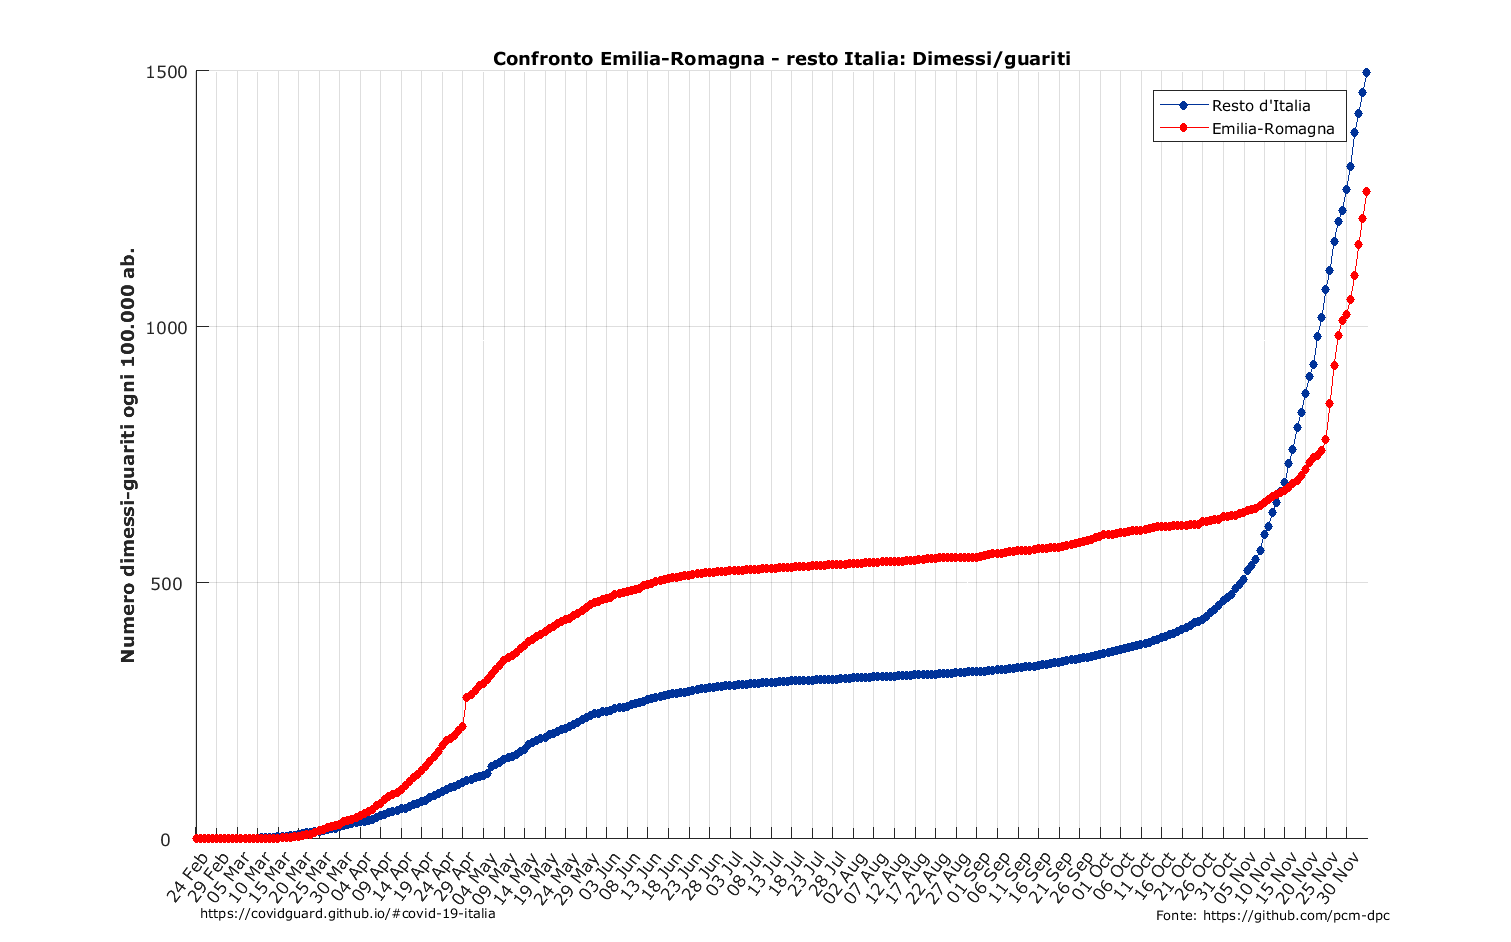 Confronto Emilia-Romagna - resto Italia: Dimessi/guariti
Numero dimessi-guariti ogni 100.000 ab.
1500
1000
500
0
Resto d'Italia
Emilia-Romagna
24 Feb
29 Feb
05 Mar
10 Mar
15 Mar
20 Mar
25 Mar
30 Mar
04 Apr
09 Apr
14 Apr
19 Apr
24 Apr
29 Apr
04 May
09 May
14 May
19 May
24 May
29 May
03 Jun
08 Jun
13 Jun
18 Jun
23 Jun
28 Jun
03 Jul
08 Jul
13 Jul
18 Jul
23 Jul
28 Jul
02 Aug
07 Aug
12 Aug
17 Aug
22 Aug
27 Aug
01 Sep
06 Sep
11 Sep
16 Sep
21 Sep
26 Sep
01 Oct
06 Oct
11 Oct
16 Oct
21 Oct
26 Oct
31 Oct
05 Nov
10 Nov
15 Nov
20 Nov
25 Nov
30 Nov
https://covidguard.github.io/#covid-19-italia
Fonte: https://github.com/pcm-dpc